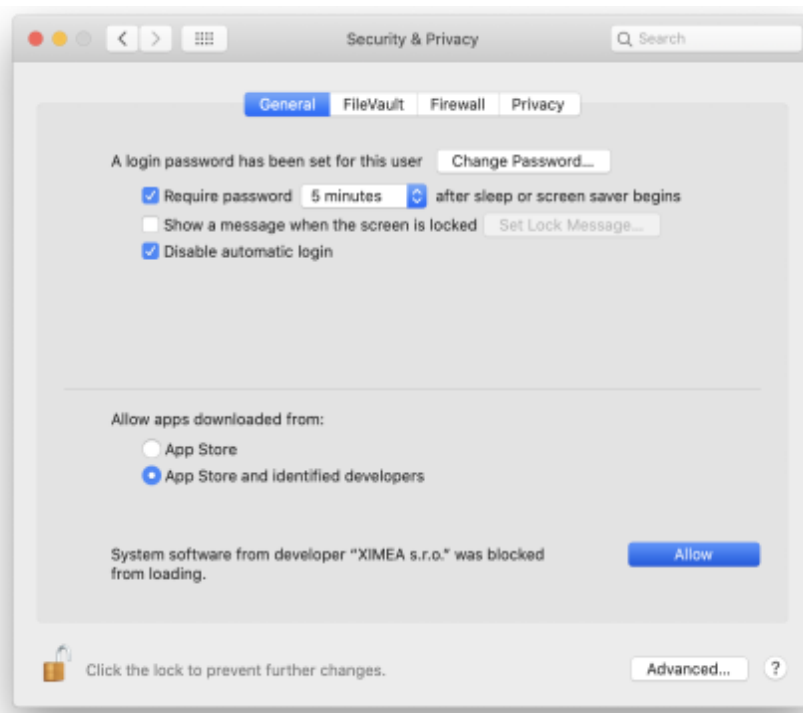 Security & Privacy
Search
General FileVault Firewall Privacy
A login password has been set for this user Change Password...
Require password 5 minutes after sleep or screen saver begins
Show a message when the screen is locked Set Lock Message...
Disable automatic login
Allow apps downloaded from:
App Store
App Store and identified developers
System software from developer “XIMEA s.r.o.” was blocked
from loading.
Allow
Click the lock to prevent further changes.
Advanced... ?